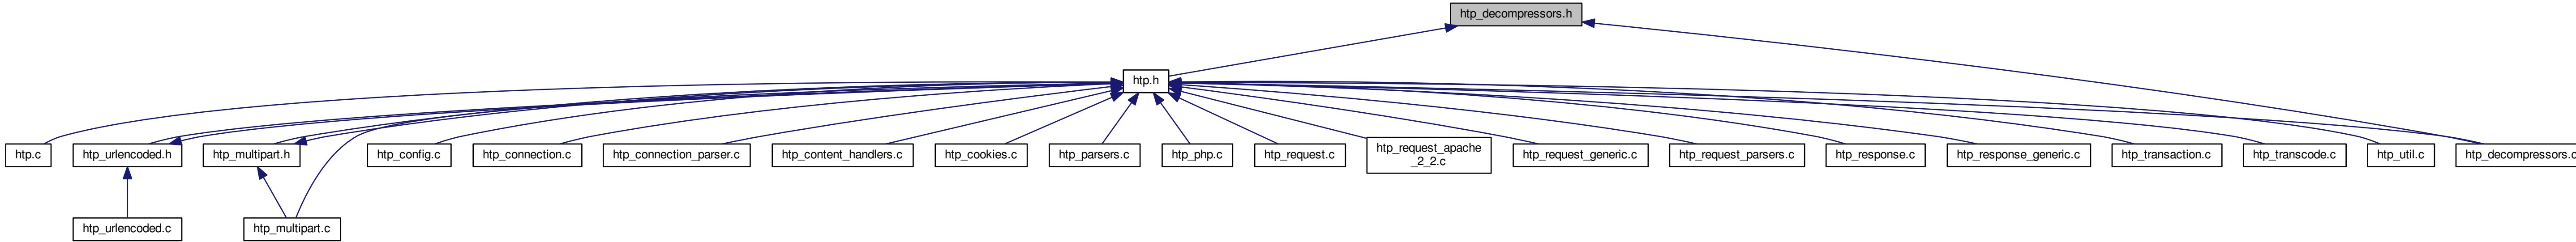 htp_decompressors.h
htp.h
htp.c
htp_urlencoded.h
htp_multipart.h
htp_config.c
htp_connection.c
htp_connection_parser.c
htp_content_handlers.c
htp_cookies.c
htp_parsers.c
htp_php.c
htp_request.c
htp_request_apache
_2_2.c
htp_request_generic.c
htp_request_parsers.c
htp_response.c
htp_response_generic.c
htp_transaction.c
htp_transcode.c
htp_util.c
htp_decompressors.c
htp_urlencoded.c
htp_multipart.c